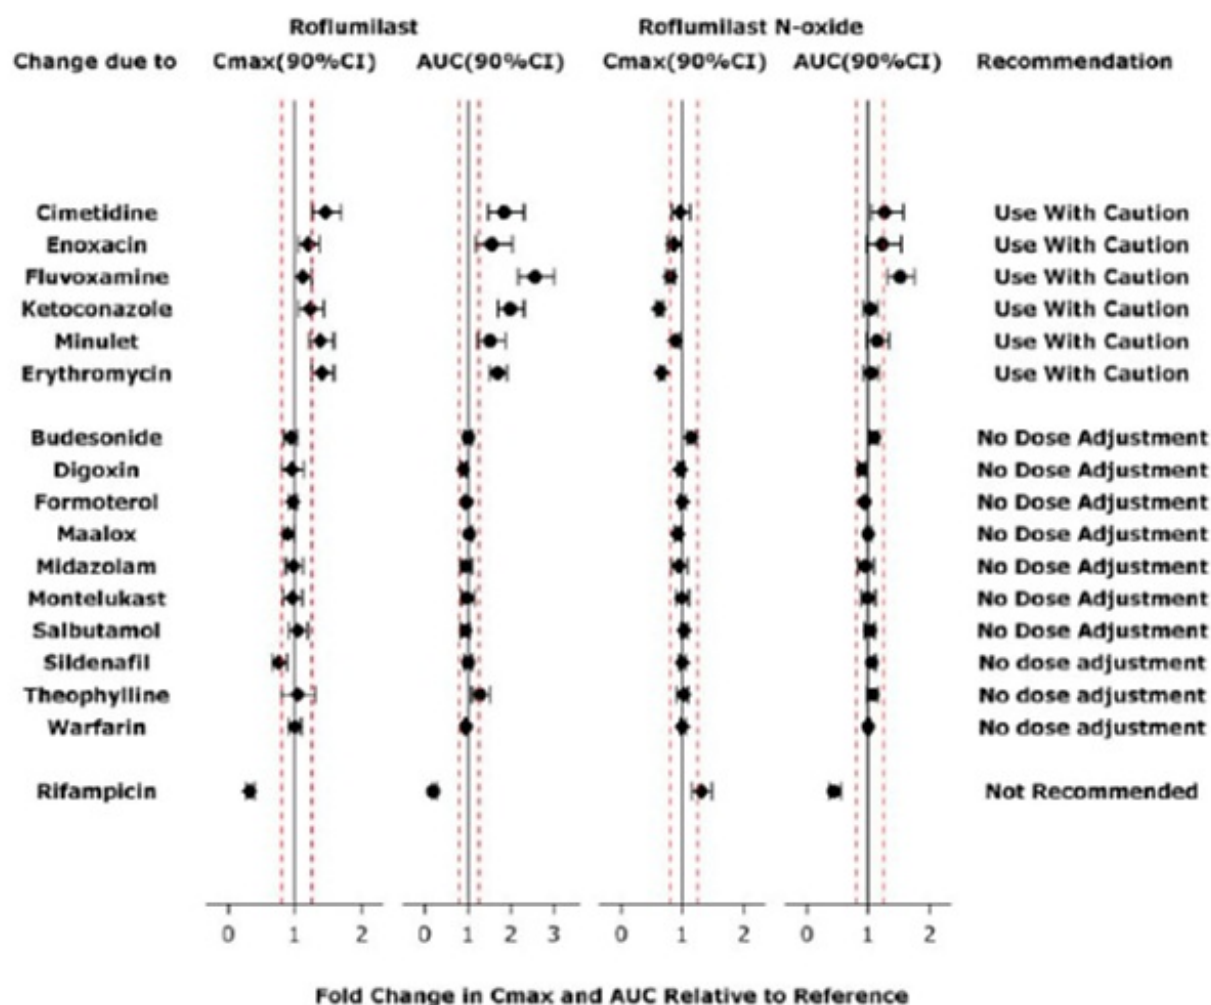 Roflumilast Roflumilast N-oxide
Change due to Cmax(90%CI) AUC(90%CI) Cmax(90%CI) AUC(90%CI) Recommendation
Cimetidine Use With Caution
Enoxacin Use With Caution
Fluvoxamine Use With Caution
Ketoconazole Use With Caution
Minulet Use With Caution
Erythromycin Use With Caution
Budesonide No Dose Adjustment
Digoxin No Dose Adjustment
Formoterol No Dose Adjustment
Maalox No Dose Adjustment
Midazolam No Dose Adjustment
Montelukast No Dose Adjustment
Salbutamol No Dose Adjustment
Sildenafil No dose adjustment
Theophylline No dose adjustment
Warfarin No dose adjustment
Rifampicin Not Recommended
0 1 2 0 1 2 3 0 1 2 0 1 2
Fold Change in Cmax and AUC Relative to Reference